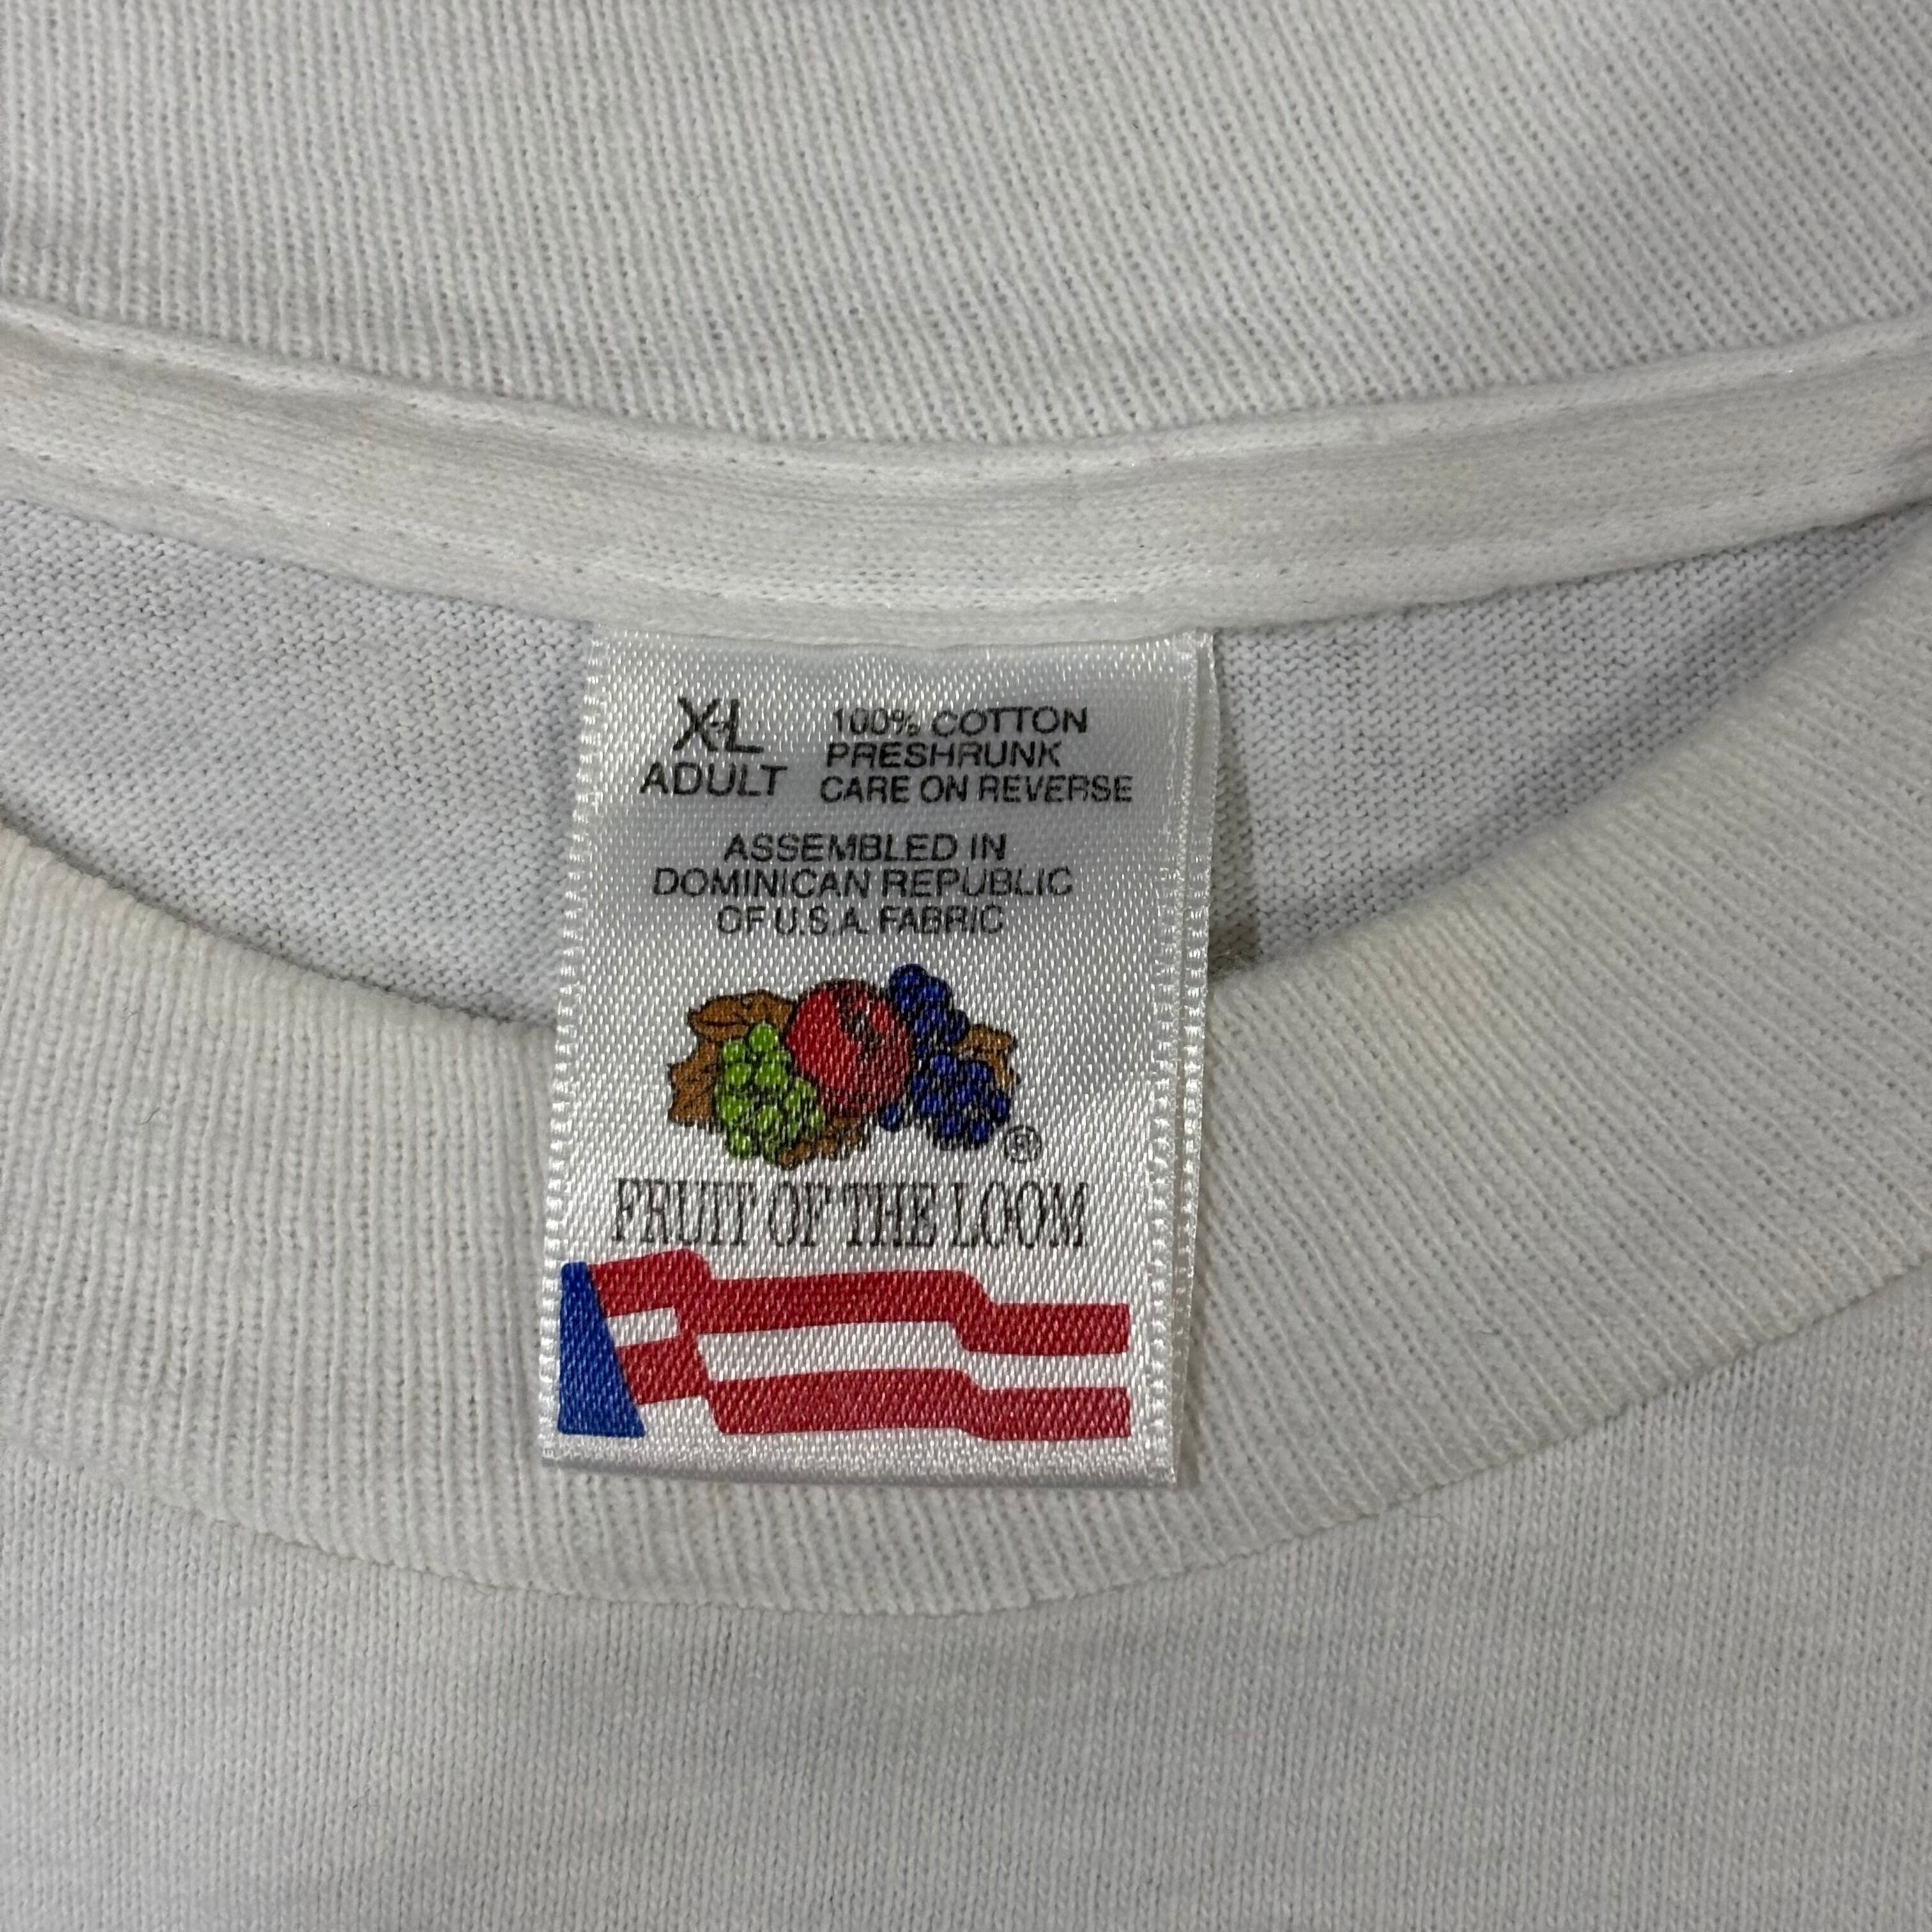 X-L
ADULT
100% COTTON
PRESHRUNK
CARE ON REVERSE
ASSEMBLED IN
DOMINICAN REPUBLIC
OF U.S.A. FABRIC
®
FRUIT OF THE LOOM